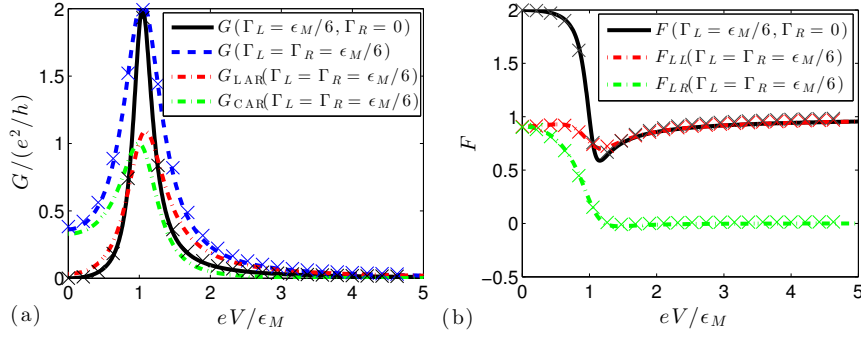 2
1.5
1
0.5
0
G/(e²/h)
G(Γ_L = ϵ_M/6, Γ_R = 0)
G (Γ_L = Γ_R = ϵ_M/6)
G_LAR(Γ_L = Γ_R = ϵ_M/6)
G_CAR(Γ_L = Γ_R = ϵ_M/6)
0 1 2 3 4 5
(a) eV/ϵ_M
2
1.5
1
0.5
0
−0.5
F
F(Γ_L = ϵ_M/6, Γ_R = 0)
F_LL(Γ_L = Γ_R = ϵ_M/6)
F_LR(Γ_L = Γ_R = ϵ_M/6)
0 1 2 3 4 5
(b) eV/ϵ_M